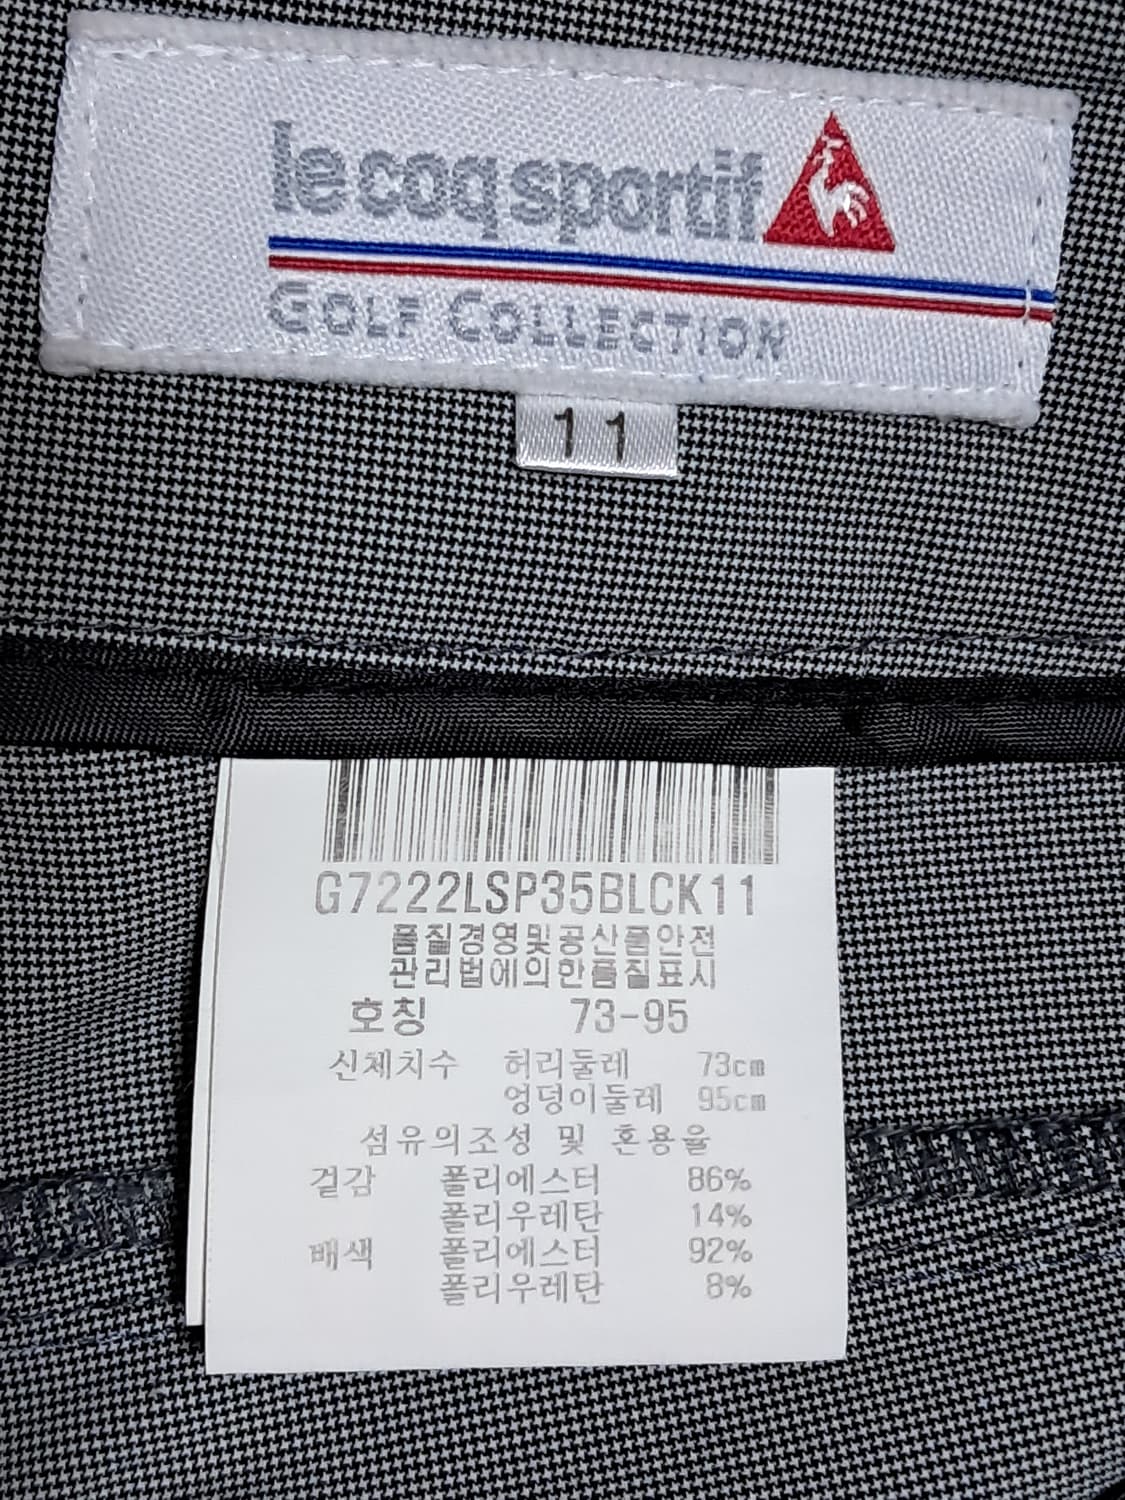 le coq sportif
GOLF COLLECTION
11
G7222LSP35BLCK11
품질경영및공산품안전
관리법에의한품질표시
호칭 73-95
신체치수 허리둘레 73cm
엉덩이둘레 95cm
섬유의조성 및 혼용율
겉감 폴리에스터 86%
폴리우레탄 14%
배색 폴리에스터 92%
폴리우레탄 8%